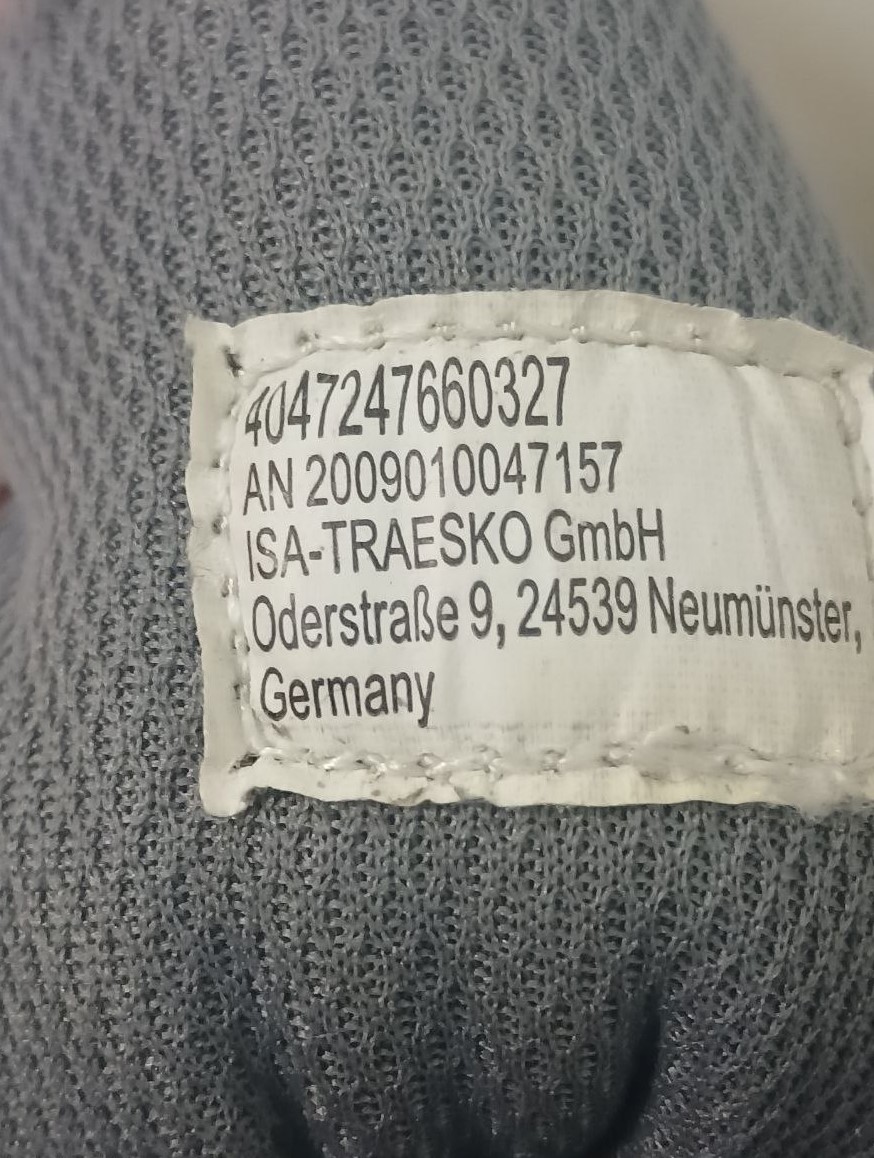 4047247660327
AN 2009010047157
ISA-TRAESKO GmbH
Oderstraße 9, 24539 Neumünster,
Germany